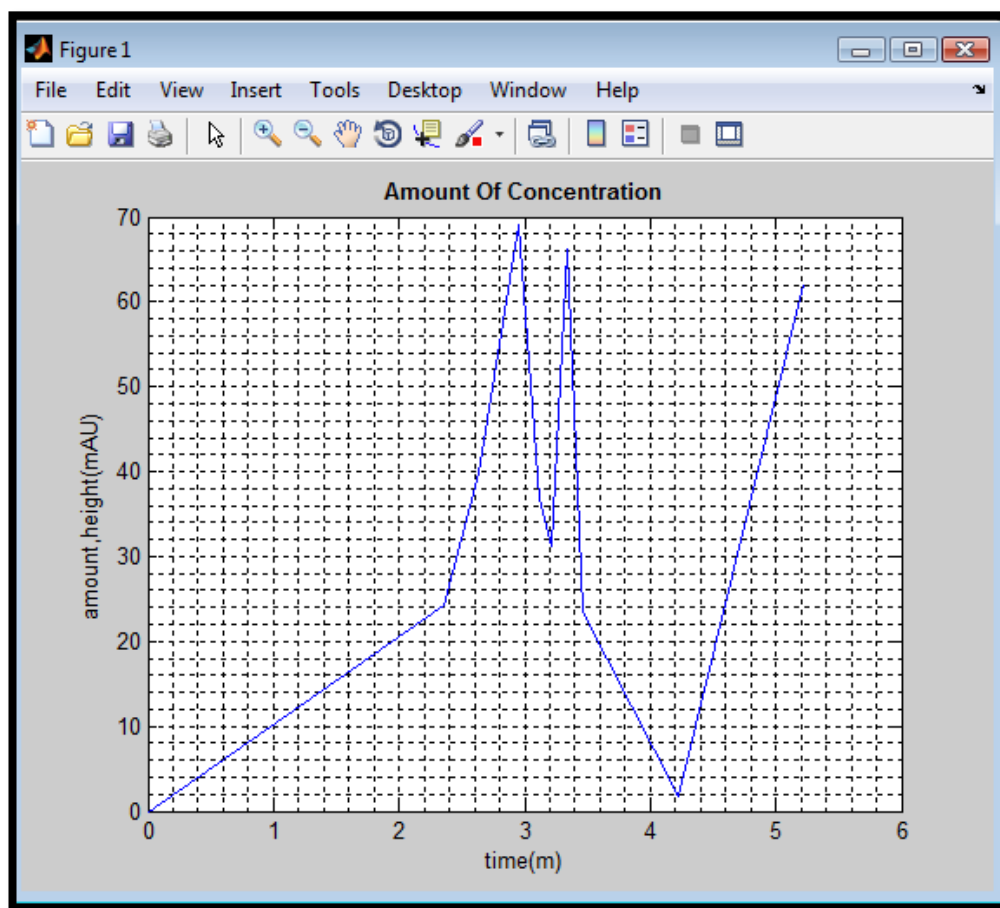 Figure 1
File Edit View Insert Tools Desktop Window Help
Amount Of Concentration
70
60
50
40
30
20
10
0
amount,height(mAU)
0 1 2 3 4 5 6
time(m)